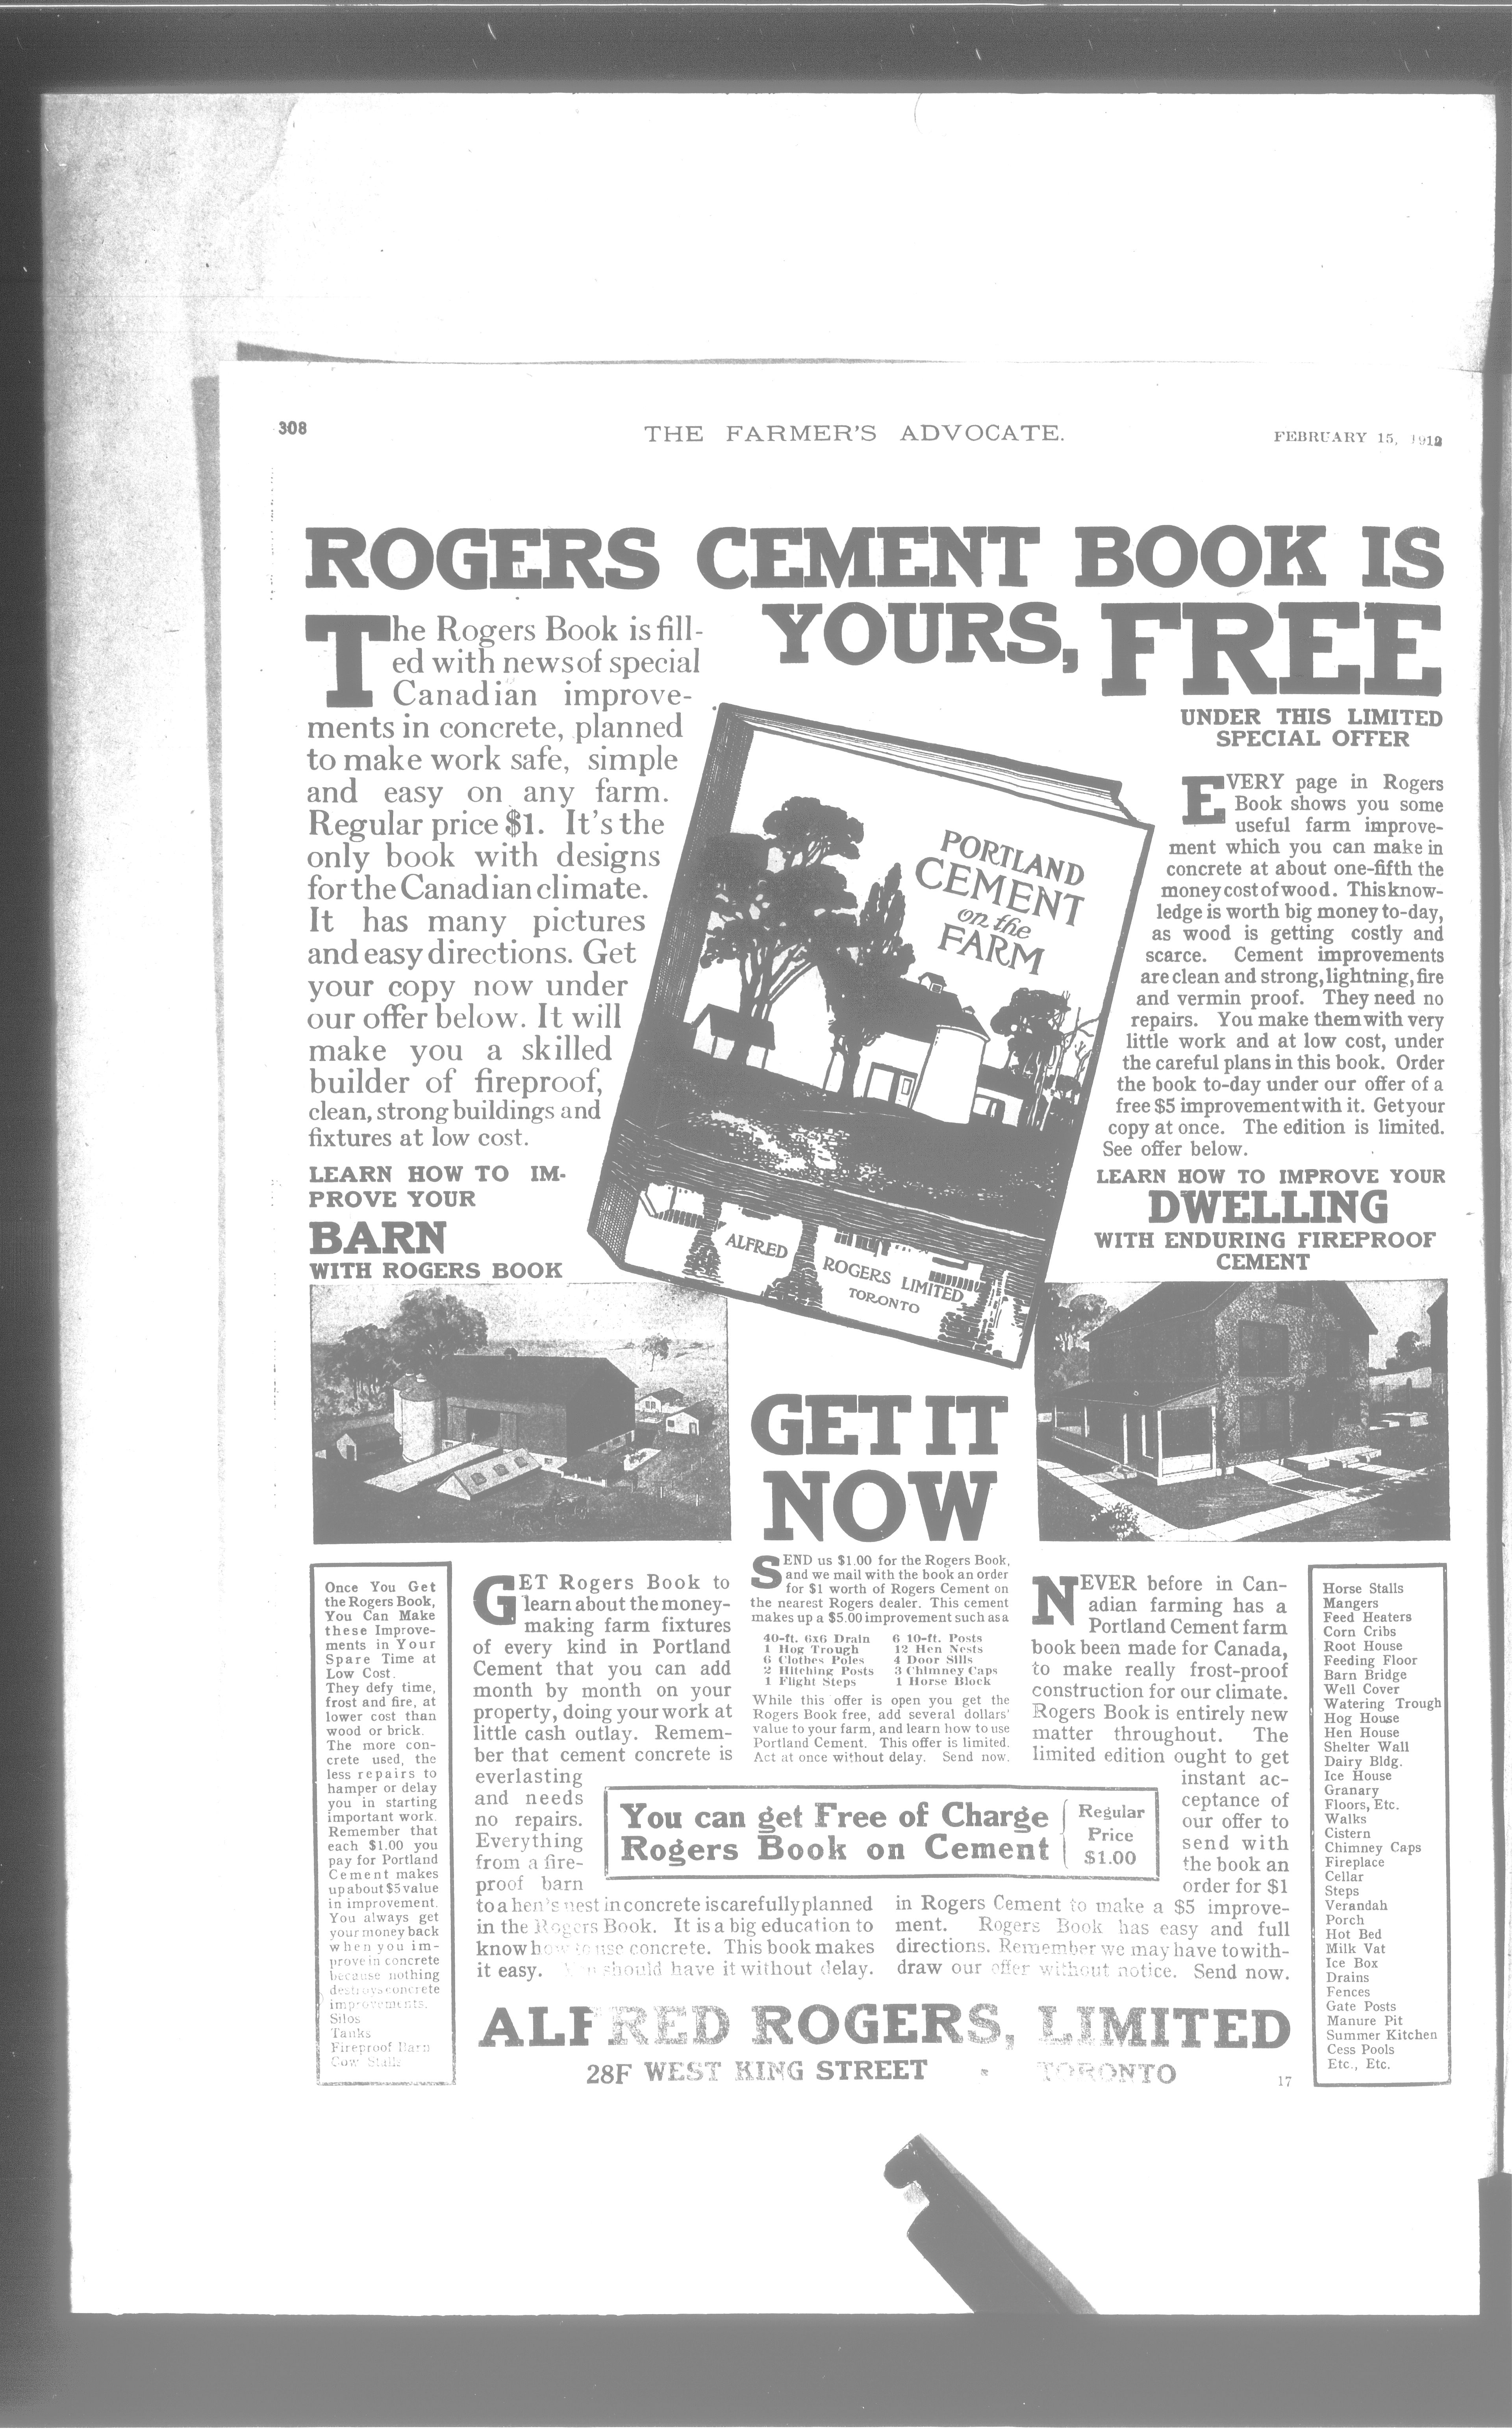 308
THE FARMER'S ADVOCATE.
FEBRUARY 15, 1912
ROGERS CEMENT BOOK IS
YOURS, FREE
UNDER THIS LIMITED
SPECIAL OFFER
The Rogers Book is fill-
ed with news of special
Canadian improve-
ments in concrete, planned
to make work safe, simple
and easy on any farm.
Regular price $1. It's the
only book with designs
for the Canadian climate.
It has many pictures
and easy directions. Get
your copy now under
our offer below. It will
make you a skilled
builder of fireproof,
clean, strong buildings and
fixtures at low cost.
LEARN HOW TO IM-
PROVE YOUR
BARN
WITH ROGERS BOOK
PORTLAND
CEMENT
on the
FARM
ALFRED
ROGERS LIMITED
TORONTO
EVERY page in Rogers
Book shows you some
useful farm improve-
ment which you can make in
concrete at about one-fifth the
money cost of wood. This know-
ledge is worth big money to-day,
as wood is getting costly and
scarce. Cement improvements
are clean and strong, lightning, fire
and vermin proof. They need no
repairs. You make them with very
little work and at low cost, under
the careful plans in this book. Order
the book to-day under our offer of a
free $5 improvement with it. Get your
copy at once. The edition is limited.
See offer below.
LEARN HOW TO IMPROVE YOUR
DWELLING
WITH ENDURING FIREPROOF
CEMENT
GET IT
NOW
Once You Get
the Rogers Book,
You Can Make
these Improve-
ments in Your
Spare Time at
Low Cost.
They defy time,
frost and fire, at
lower cost than
wood or brick.
The more con-
crete used, the
less repairs to
hamper or delay
you in starting
important work.
Remember that
each $1.00 you
pay for Portland
Cement makes
up about $5 value
in improvement.
You always get
your money back
when you im-
prove in concrete
because nothing
destroys concrete
improvements.
Silos
Tanks
Fireproof Barn
Cow Stalls
GET Rogers Book to
learn about the money-
making farm fixtures
of every kind in Portland
Cement that you can add
month by month on your
property, doing your work at
little cash outlay. Remem-
ber that cement concrete is
everlasting
and needs
no repairs.
Everything
from a fire-
proof barn
to a hen's nest in concrete is carefully planned
in the Rogers Book. It is a big education to
know how to use concrete. This book makes
it easy. You should have it without delay.
SEND us $1.00 for the Rogers Book,
and we mail with the book an order
for $1 worth of Rogers Cement on
the nearest Rogers dealer. This cement
makes up a $5.00 improvement such as a
40-ft. 6x6 Drain 6 10-ft. Posts
1 Hog Trough 12 Hen Nests
6 Clothes Poles 4 Door Sills
2 Hitching Posts 3 Chimney Caps
1 Flight Steps 1 Horse Block
While this offer is open you get the
Rogers Book free, add several dollars'
value to your farm, and learn how to use
Portland Cement. This offer is limited.
Act at once without delay. Send now.
You can get Free of Charge
Rogers Book on Cement
Regular
Price
$1.00
NEVER before in Can-
adian farming has a
Portland Cement farm
book been made for Canada,
to make really frost-proof
construction for our climate.
Rogers Book is entirely new
matter throughout. The
limited edition ought to get
instant ac-
ceptance of
our offer to
send with
the book an
order for $1
in Rogers Cement to make a $5 improve-
ment. Rogers Book has easy and full
directions. Remember we may have to with-
draw our offer without notice. Send now.
Horse Stalls
Mangers
Feed Heaters
Corn Cribs
Root House
Feeding Floor
Barn Bridge
Well Cover
Watering Trough
Hog House
Hen House
Shelter Wall
Dairy Bldg.
Ice House
Granary
Floors, Etc.
Walks
Cistern
Chimney Caps
Fireplace
Cellar
Steps
Verandah
Porch
Hot Bed
Milk Vat
Ice Box
Drains
Fences
Gate Posts
Manure Pit
Summer Kitchen
Cess Pools
Etc., Etc.
ALFRED ROGERS, LIMITED
28F WEST KING STREET - TORONTO
17